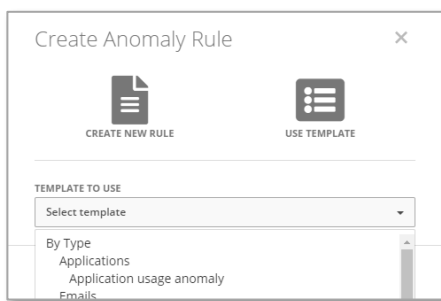 Create Anomaly Rule
CREATE NEW RULE
USE TEMPLATE
TEMPLATE TO USE
Select template
By Type
Applications
Application usage anomaly
Emails